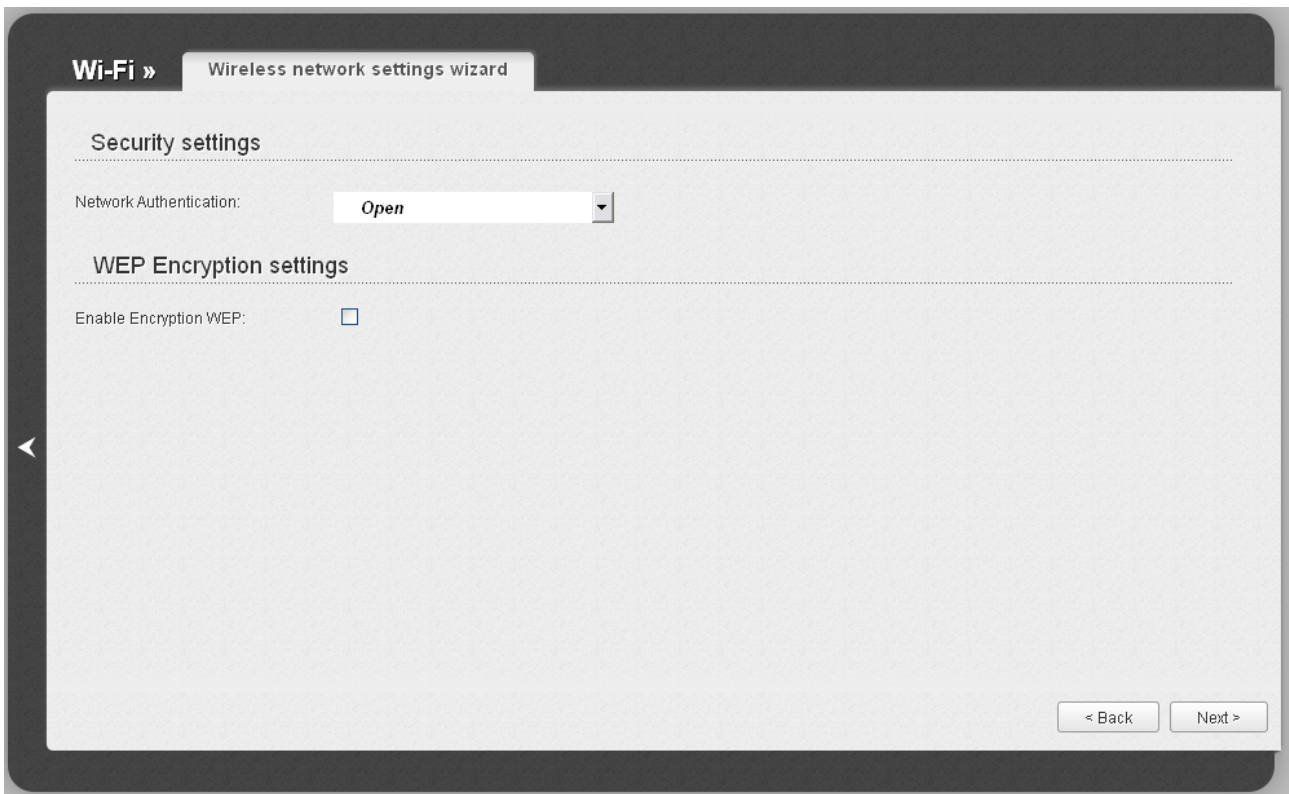 Wi-Fi » Wireless network settings wizard
Security settings
Network Authentication: Open
WEP Encryption settings
Enable Encryption WEP:
< Back Next >